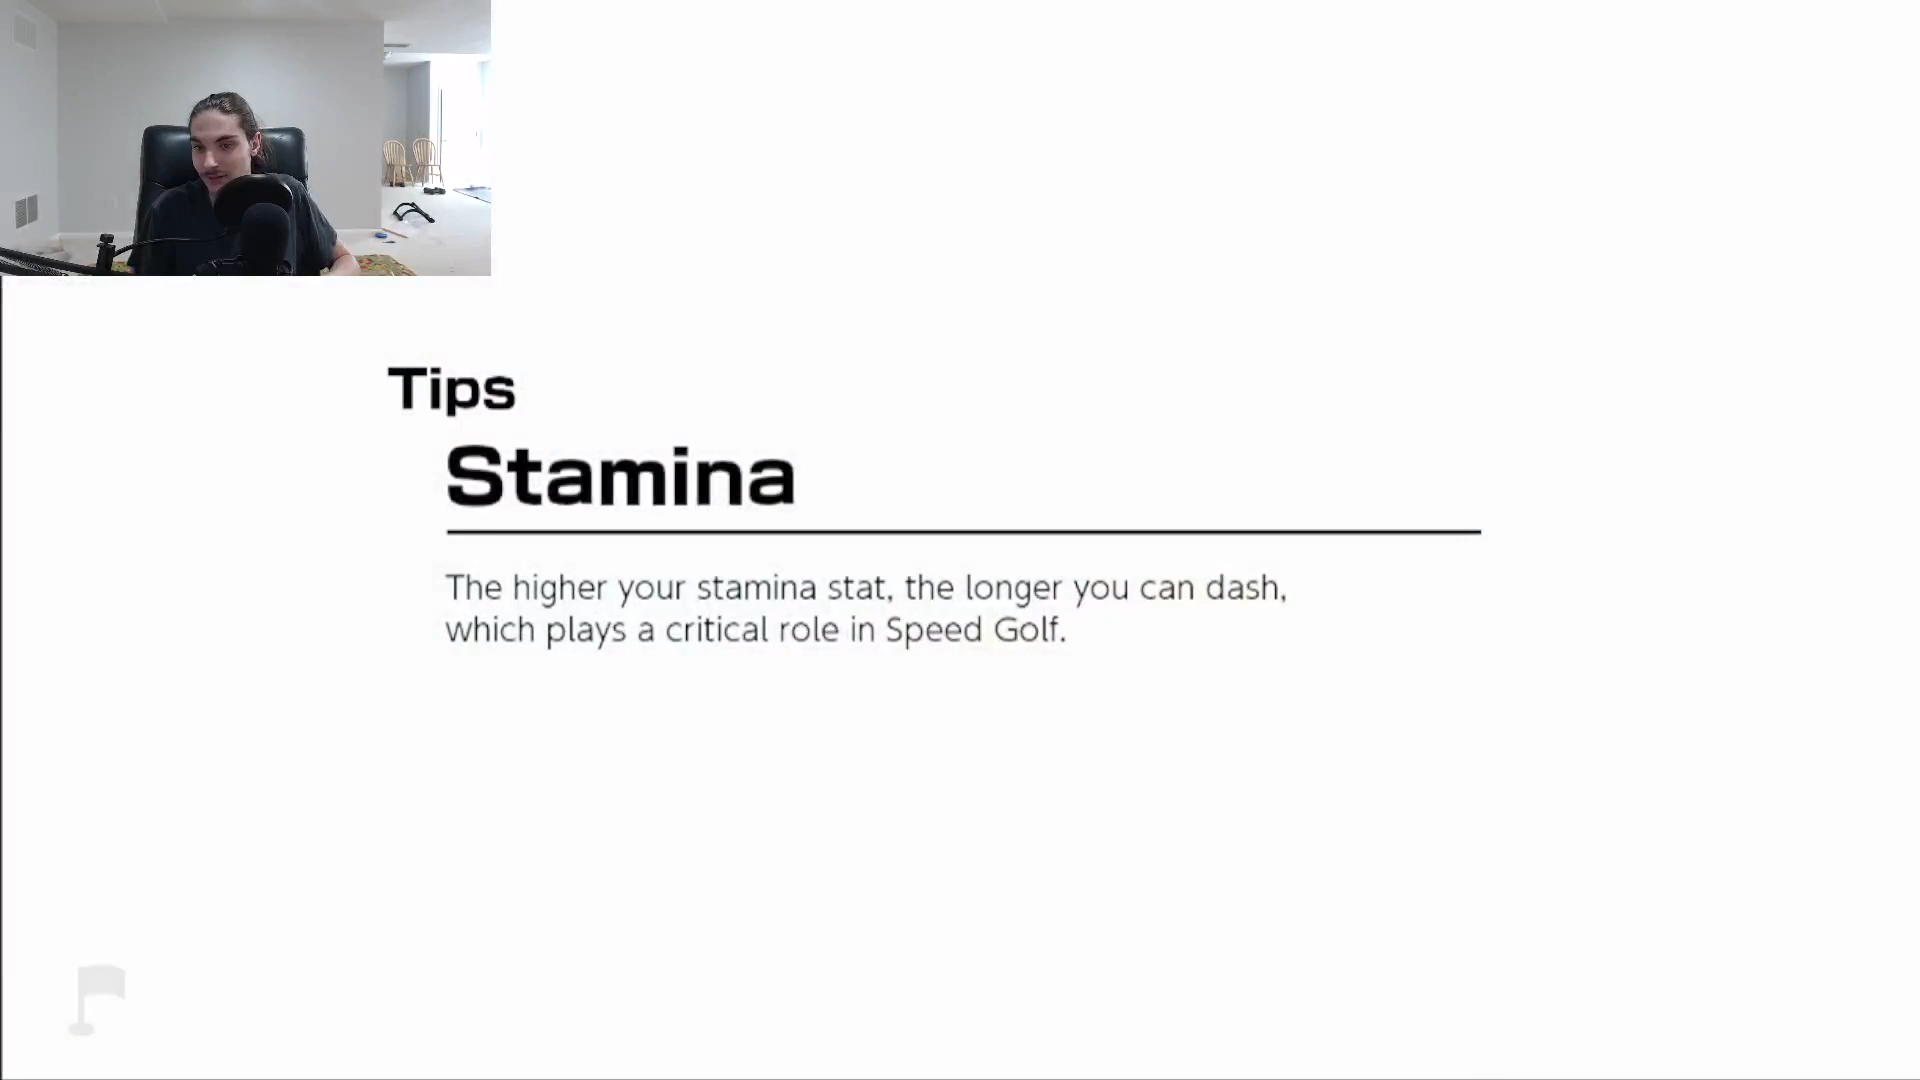 Tips
Stamina
The higher your stamina stat, the longer you can dash,
which plays a critical role in Speed Golf.